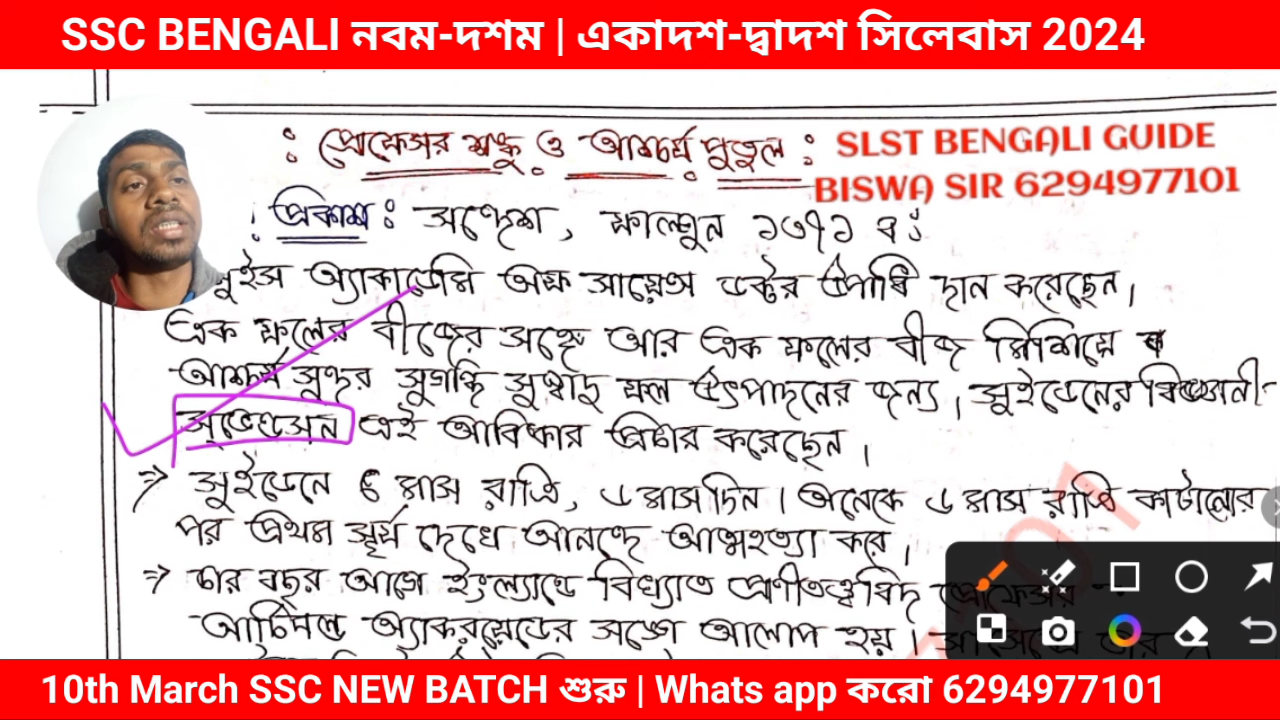 SSC BENGALI নবম-দশম | একাদশ-দ্বাদশ সিলেবাস 2024
: প্রোফেসর শঙ্কু ও আশ্চর্য পুতুল :
SLST BENGALI GUIDE
BISWA SIR 6294977101
প্রকাশ : সন্দেশ, ফাল্গুন ১৩৭১ ব:
সুইস অ্যাকাডেমি অফ সায়েন্স ডক্টর উপাধি দান করেছেন।
এক ফলের বীজের সঙ্গে আর এক ফলের বীজ মিশিয়ে
আশ্চর্য সুন্দর সুগন্ধি সুস্বাদু ফল উৎপাদনের জন্য। সুইডেনের বিজ্ঞানী-
স্‌ভেণ্ডসন এই আবিষ্কার প্রচার করেছেন।
⇒ সুইডেনে ৬ মাস রাত্রি, ৬ মাস দিন। অনেকে ৬ মাস রাত্রি কাটানোর
পর প্রথম সূর্য দেখে আনন্দে আত্মহত্যা করে।
⇒ চার বছর আগে ইংল্যান্ডে বিখ্যাত প্রাণীতত্ত্ববিদ প্রোফেসর
আর্চিবল্ড অ্যাকরয়েডের সঙ্গে আলাপ হয়।
10th March SSC NEW BATCH শুরু | Whats app করো 6294977101